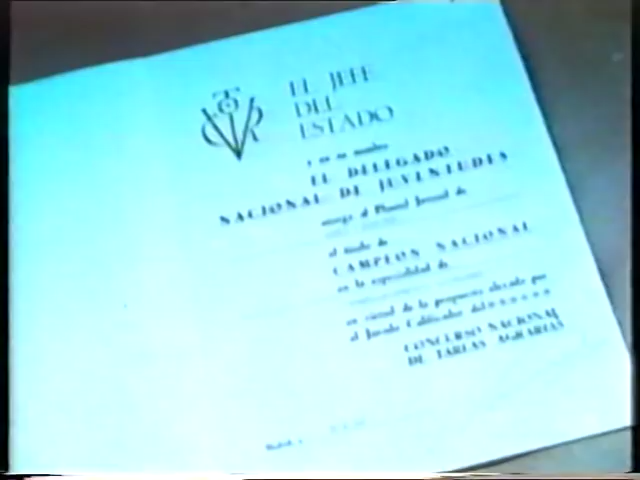 EL JEFE
DEL
ESTADO
y en su nombre
EL DELEGADO
NACIONAL DE JUVENTUDES
otorga al Plantel Juvenil de
el título de
CAMPEON NACIONAL
en la especialidad de
en virtud de la propuesta elevada por
el Jurado Calificador del
CONCURSO NACIONAL
DE TAREAS AGRARIAS
Madrid,